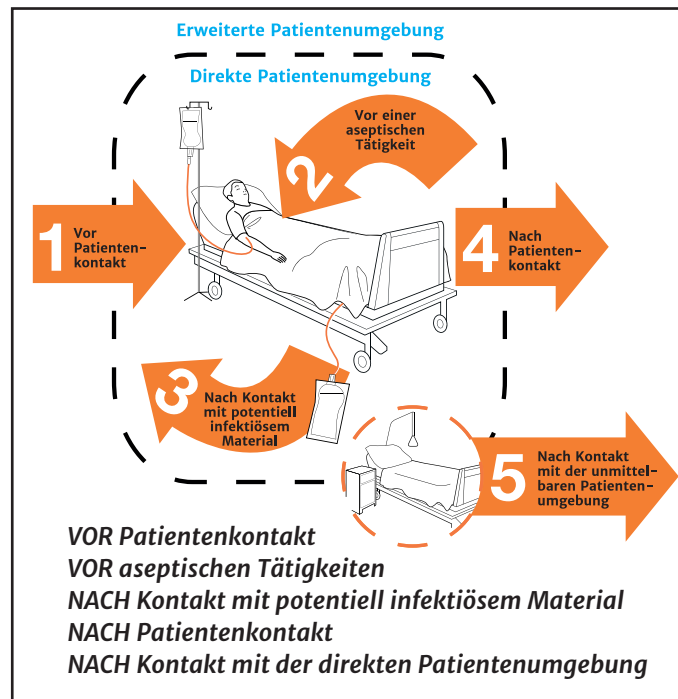 Erweiterte Patientenumgebung
Direkte Patientenumgebung
2
Vor einer
aseptischen
Tätigkeit
1
Vor
Patienten-
kontakt
4
Nach
Patienten-
kontakt
3
Nach Kontakt
mit potentiell
infektiösem
Material
5
Nach Kontakt
mit der unmittel-
baren Patienten-
umgebung
VOR Patientenkontakt
VOR aseptischen Tätigkeiten
NACH Kontakt mit potentiell infektiösem Material
NACH Patientenkontakt
NACH Kontakt mit der direkten Patientenumgebung